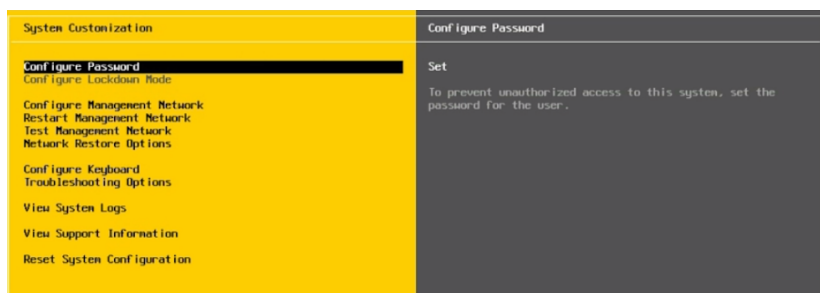 System Customization
Configure Password
Configure Password
Configure Lockdown Mode
Configure Management Network
Restart Management Network
Test Management Network
Network Restore Options
Configure Keyboard
Troubleshooting Options
View System Logs
View Support Information
Reset System Configuration
Set
To prevent unauthorized access to this system, set the
password for the user.